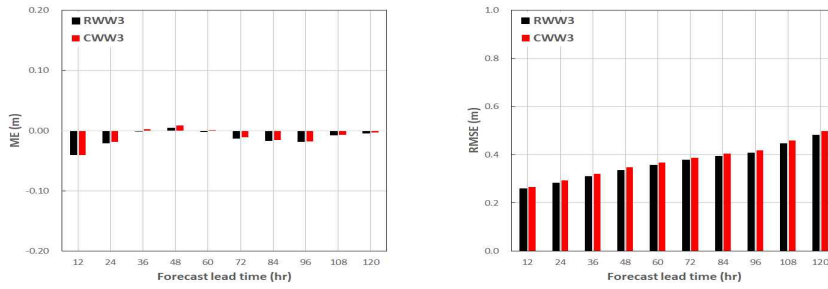 0.20
0.10
0.00
-0.10
-0.20
ME (m)
RWW3
CWW3
12 24 36 48 60 72 84 96 108 120
Forecast lead time (hr)
1.0
0.8
0.6
0.4
0.2
0.0
RMSE (m)
RWW3
CWW3
12 24 36 48 60 72 84 96 108 120
Forecast lead time (hr)